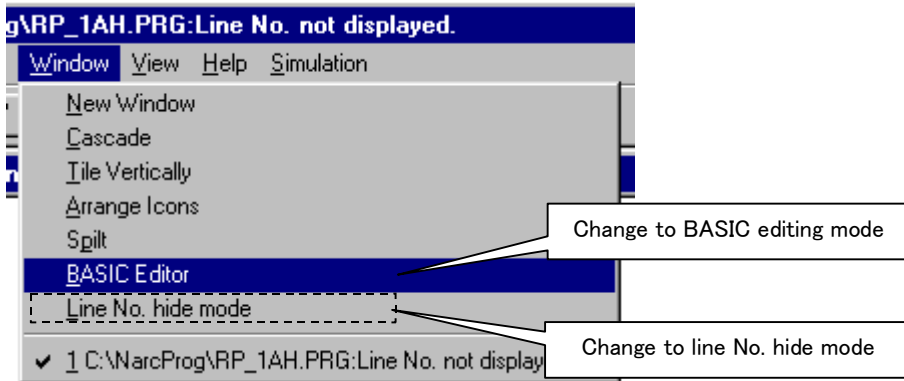 g\RP_1AH.PRG:Line No. not displayed.
Window View Help Simulation
New Window
Cascade
Tile Vertically
Arrange Icons
Spilt
Change to BASIC editing mode
BASIC Editor
Line No. hide mode
Change to line No. hide mode
✔ 1 C:\NarcProg\RP_1AH.PRG:Line No. not display